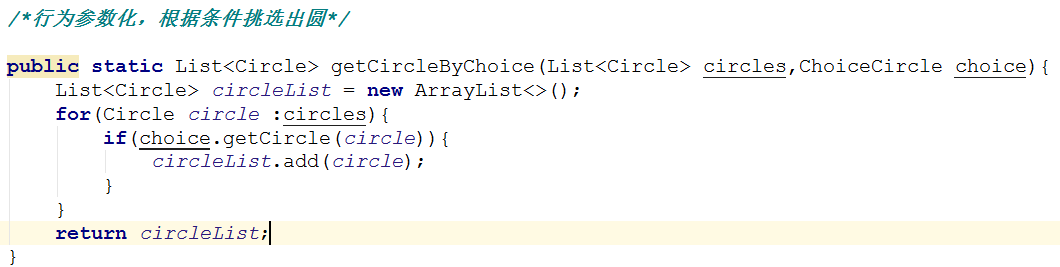 /*行为参数化，根据条件挑选出圆*/
public static List<Circle> getCircleByChoice(List<Circle> circles,ChoiceCircle choice){
    List<Circle> circleList = new ArrayList<>();
    for(Circle circle :circles){
        if(choice.getCircle(circle)){
            circleList.add(circle);
        }
    }
    return circleList;
}